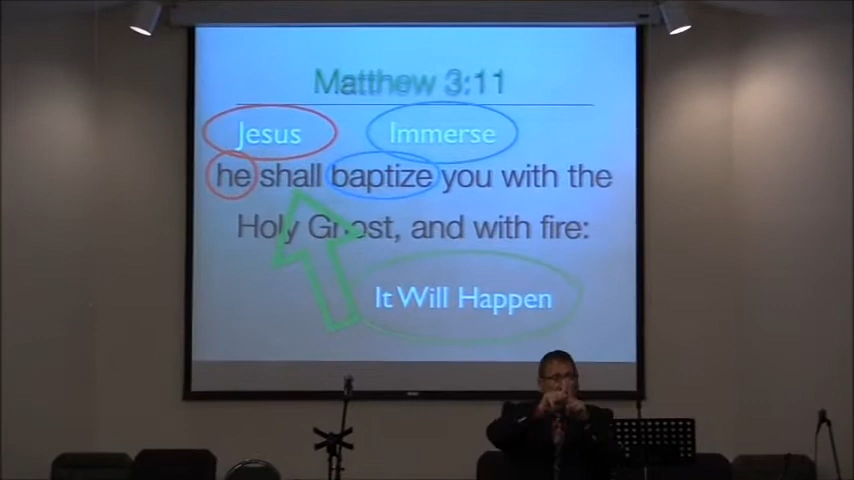 Matthew 3:11
Jesus Immerse
he shall baptize you with the
Holy Ghost, and with fire:
It Will Happen